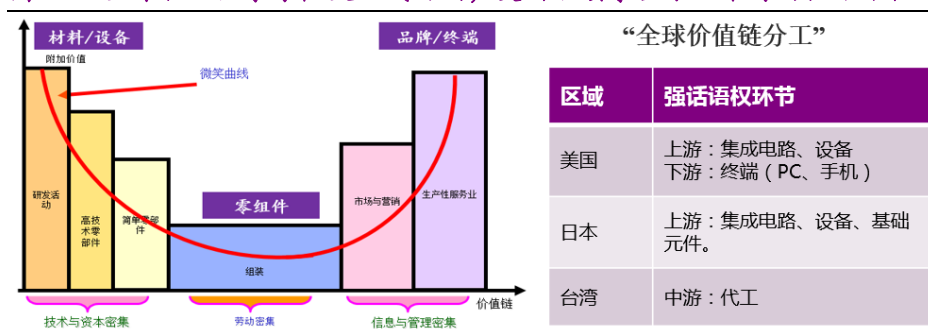 材料/设备
品牌/终端
附加价值
微笑曲线
研发活
动
高技
术零
部件
简单零部
件
零组件
组装
市场与营销
生产性服务业
价值链
技术与资本密集
劳动密集
信息与管理密集
“全球价值链分工”
区域
强话语权环节
美国
上游：集成电路、设备
下游：终端（PC、手机）
日本
上游：集成电路、设备、基础
元件。
台湾
中游：代工